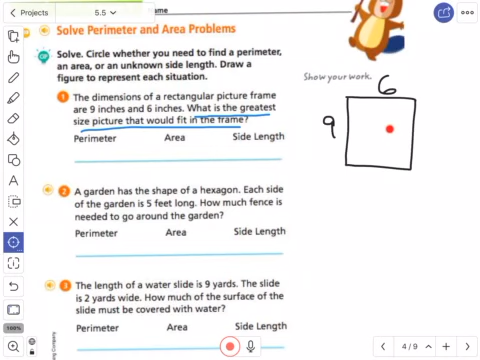 Projects
5.5
4/9
Name
Solve Perimeter and Area Problems
Solve. Circle whether you need to find a perimeter,
an area, or an unknown side length. Draw a
figure to represent each situation.
Show your work.
1 The dimensions of a rectangular picture frame
are 9 inches and 6 inches. What is the greatest
size picture that would fit in the frame?
Perimeter Area Side Length
6
9
2 A garden has the shape of a hexagon. Each side
of the garden is 5 feet long. How much fence is
needed to go around the garden?
Perimeter Area Side Length
3 The length of a water slide is 9 yards. The slide
is 2 yards wide. How much of the surface of the
slide must be covered with water?
Perimeter Area Side Length
100%